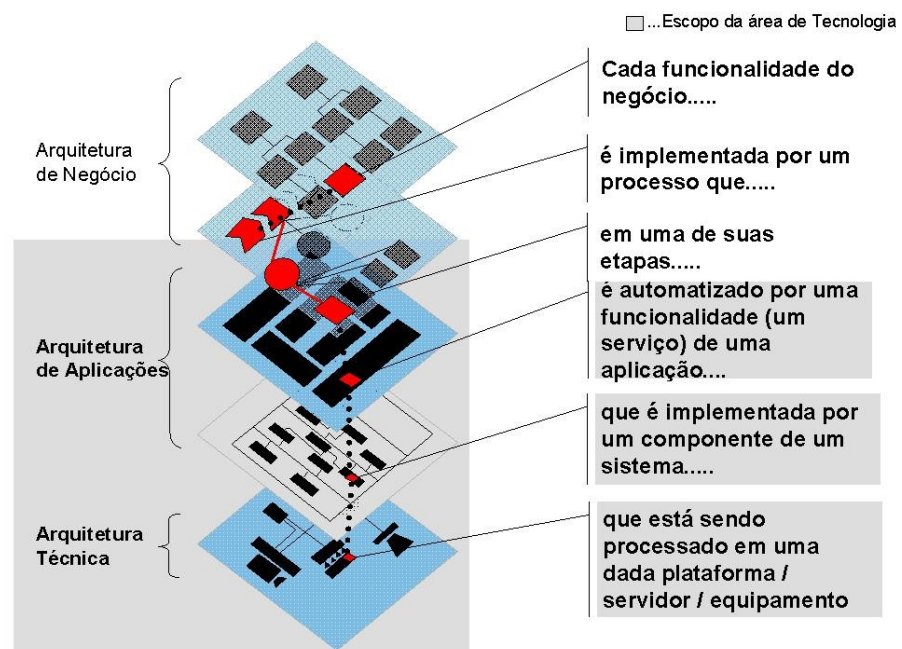 ...Escopo da área de Tecnologia
Cada funcionalidade do
negócio.....
Arquitetura
de Negócio
é implementada por um
processo que.....
em uma de suas
etapas.....
é automatizado por uma
funcionalidade (um
serviço) de uma
aplicação....
Arquitetura
de Aplicações
que é implementada por
um componente de um
sistema.....
Arquitetura
Técnica
que está sendo
processado em uma
dada plataforma /
servidor / equipamento